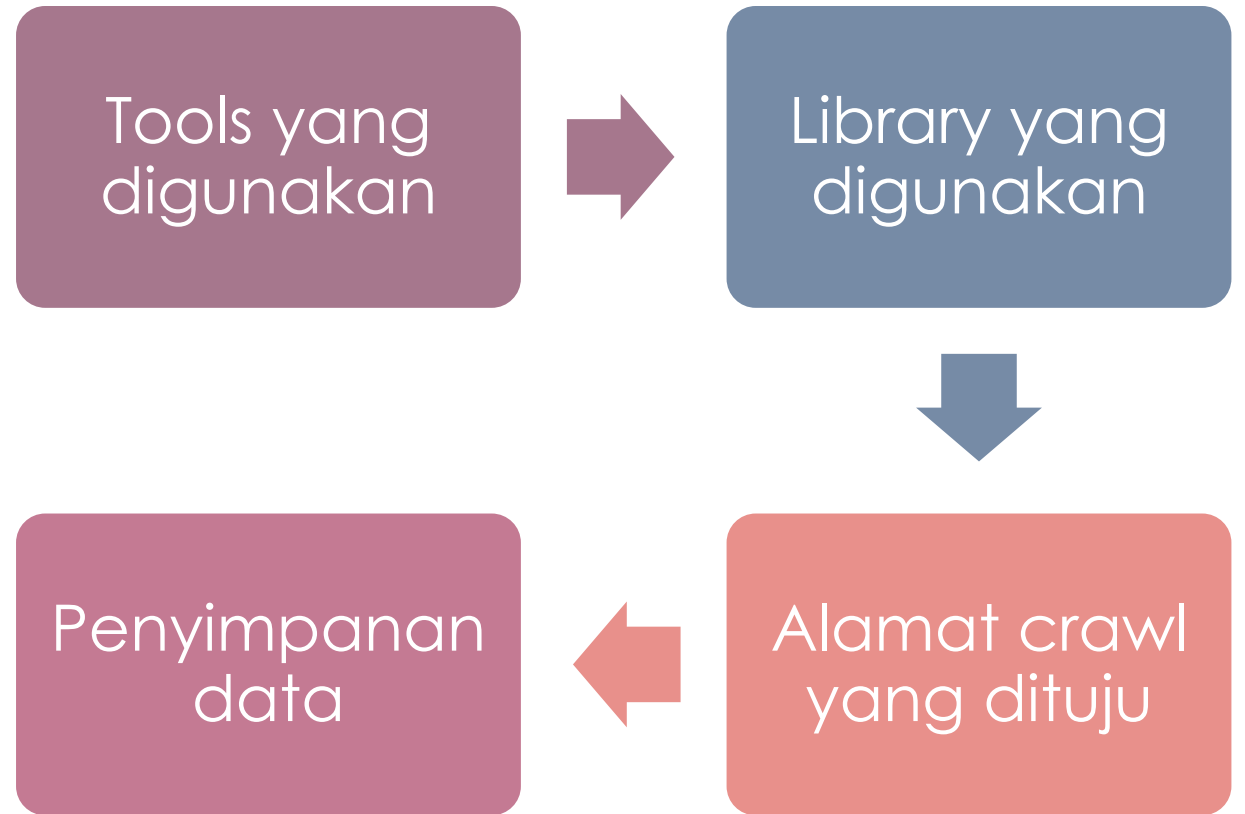 Tools yang
digunakan
Library yang
digunakan
Alamat crawl
yang dituju
Penyimpanan
data